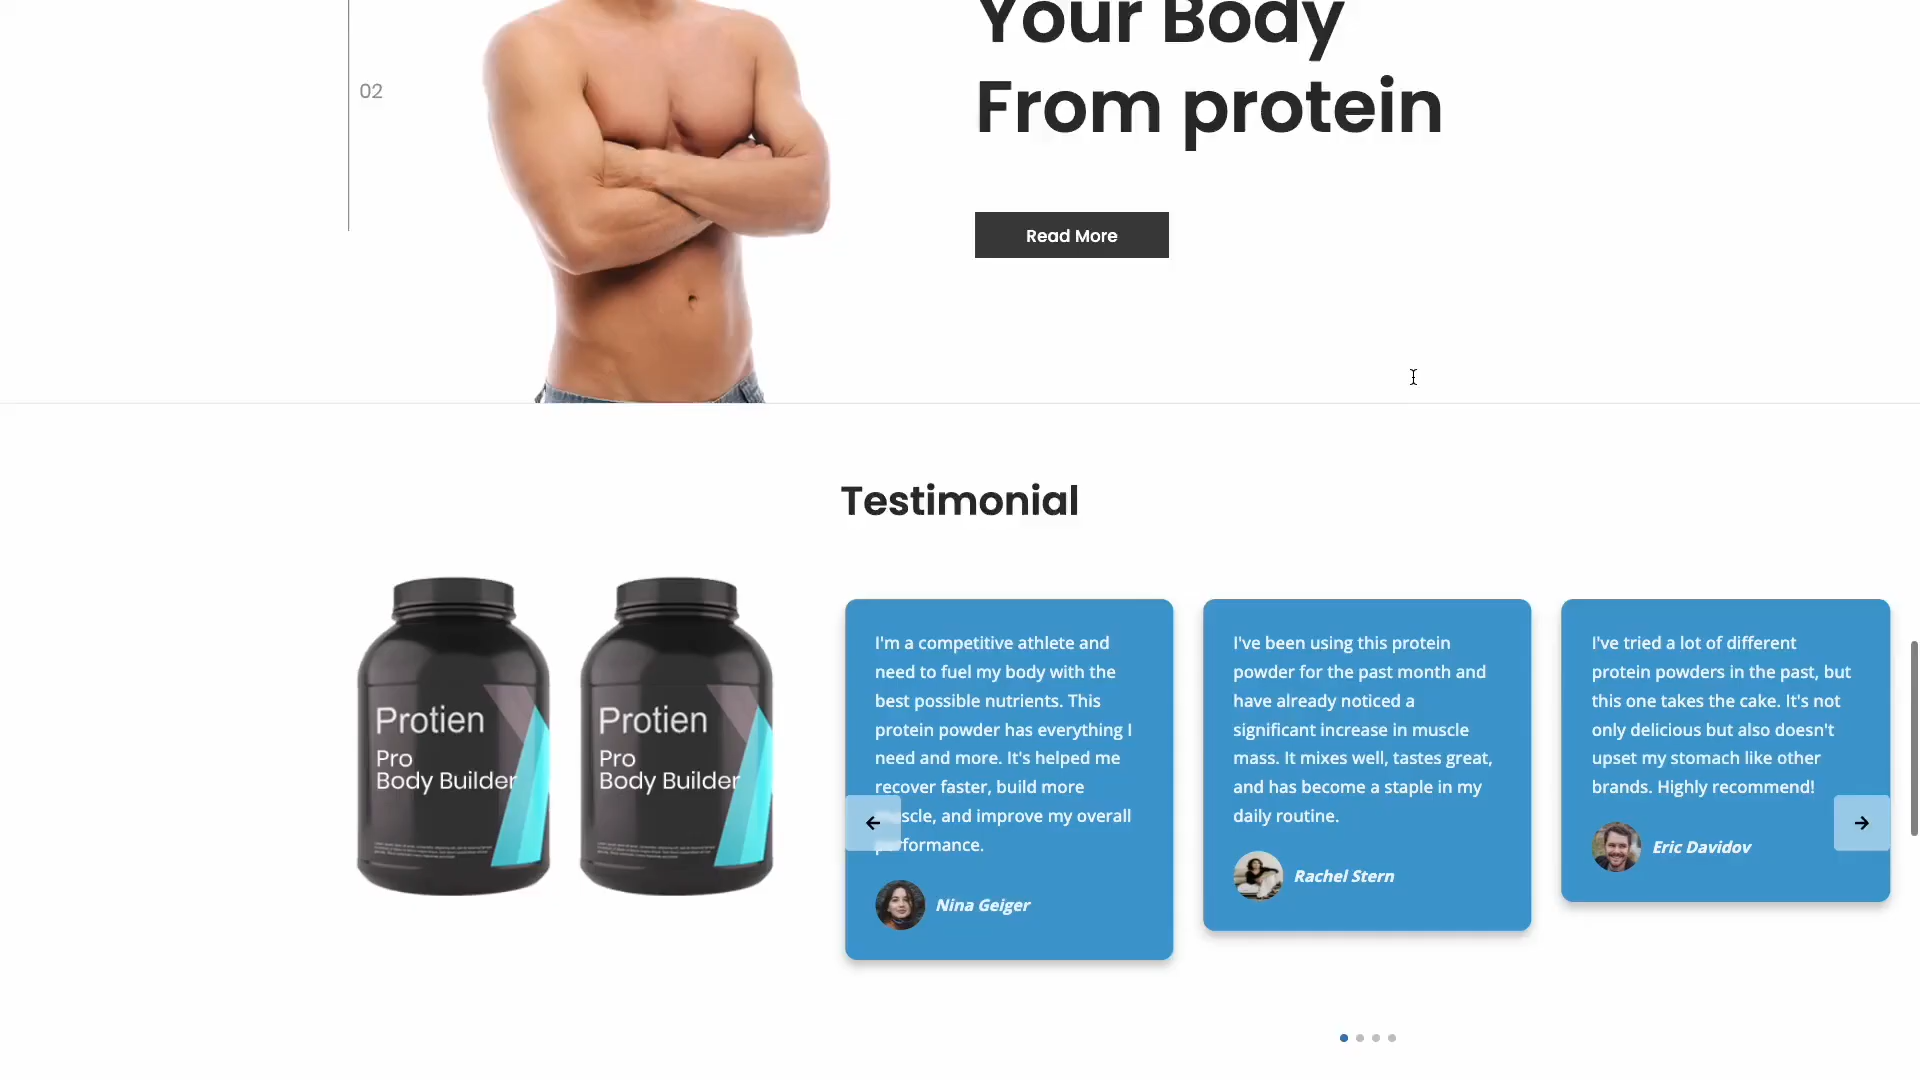 Your Body
From protein
02
Read More
Testimonial
Protien
Pro
Body Builder
Protien
Pro
Body Builder
I'm a competitive athlete and
need to fuel my body with the
best possible nutrients. This
protein powder has everything I
need and more. It's helped me
recover faster, build more
muscle, and improve my overall
performance.
Nina Geiger
I've been using this protein
powder for the past month and
have already noticed a
significant increase in muscle
mass. It mixes well, tastes great,
and has become a staple in my
daily routine.
Rachel Stern
I've tried a lot of different
protein powders in the past, but
this one takes the cake. It's not
only delicious but also doesn't
upset my stomach like other
brands. Highly recommend!
Eric Davidov